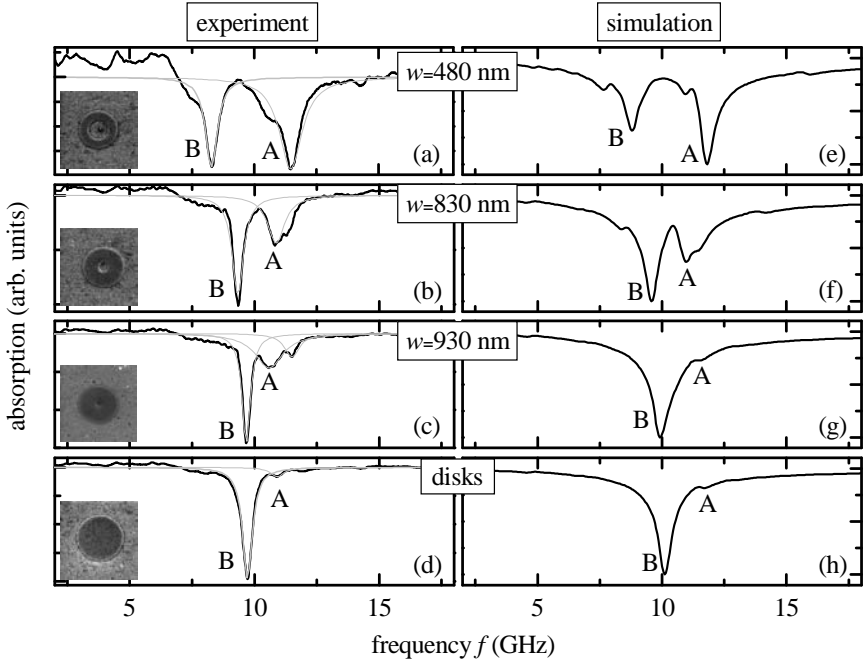 experiment
simulation
w=480 nm
B
A
(a)
B
A
(e)
w=830 nm
B
A
(b)
B
A
(f)
w=930 nm
B
A
(c)
B
A
(g)
disks
B
A
(d)
B
A
(h)
absorption (arb. units)
5 10 15 5 10 15
frequency f (GHz)